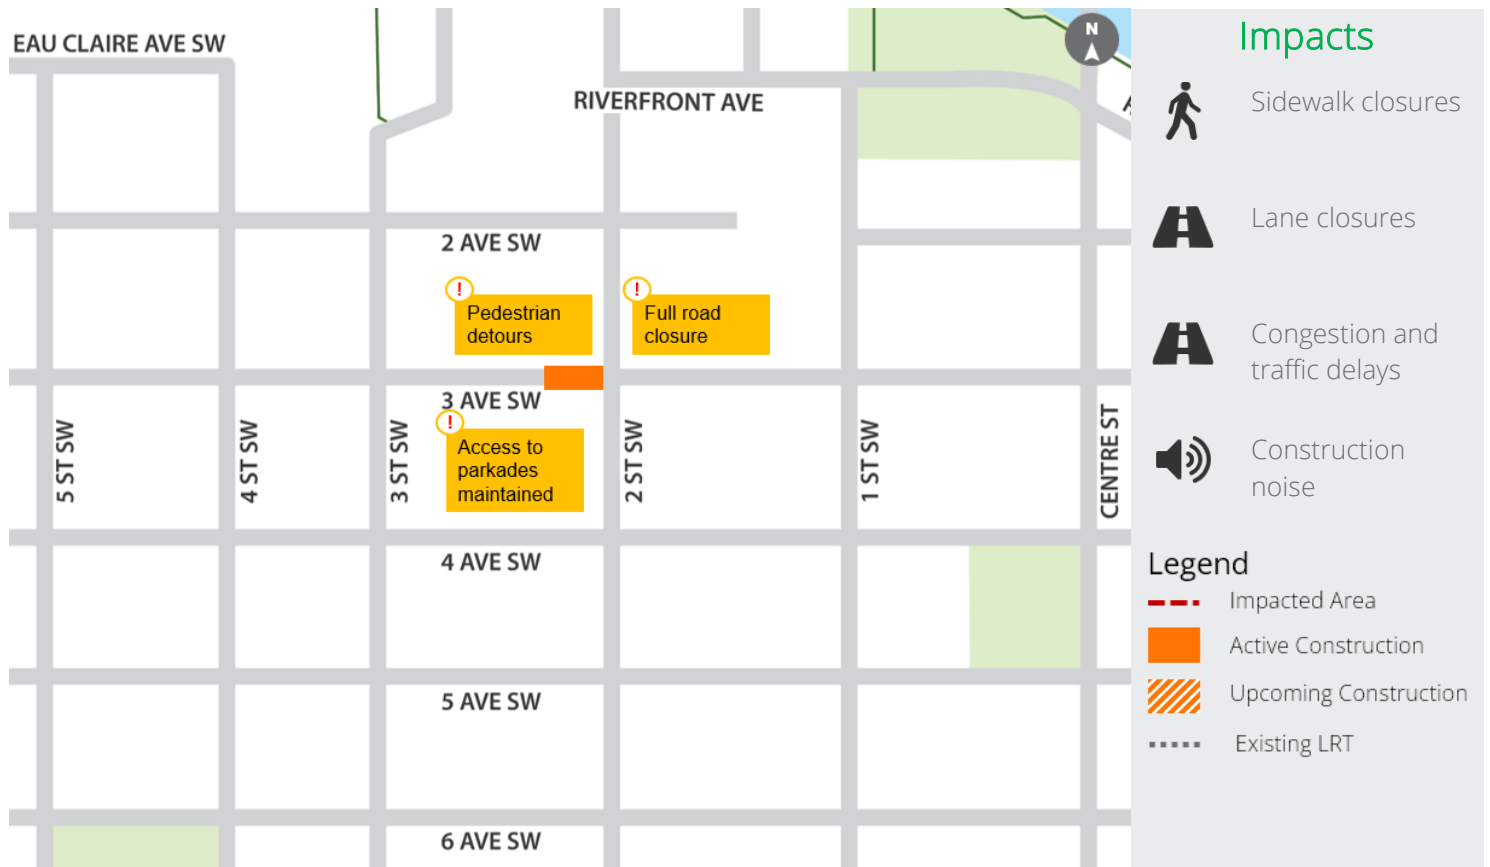 EAU CLAIRE AVE SW
N
RIVERFRONT AVE
2 AVE SW
!
Pedestrian
detours
!
Full road
closure
3 AVE SW
!
Access to
parkades
maintained
5 ST SW
4 ST SW
3 ST SW
2 ST SW
1 ST SW
CENTRE ST
4 AVE SW
5 AVE SW
6 AVE SW
Impacts
Sidewalk closures
Lane closures
Congestion and
traffic delays
Construction
noise
Legend
Impacted Area
Active Construction
Upcoming Construction
Existing LRT